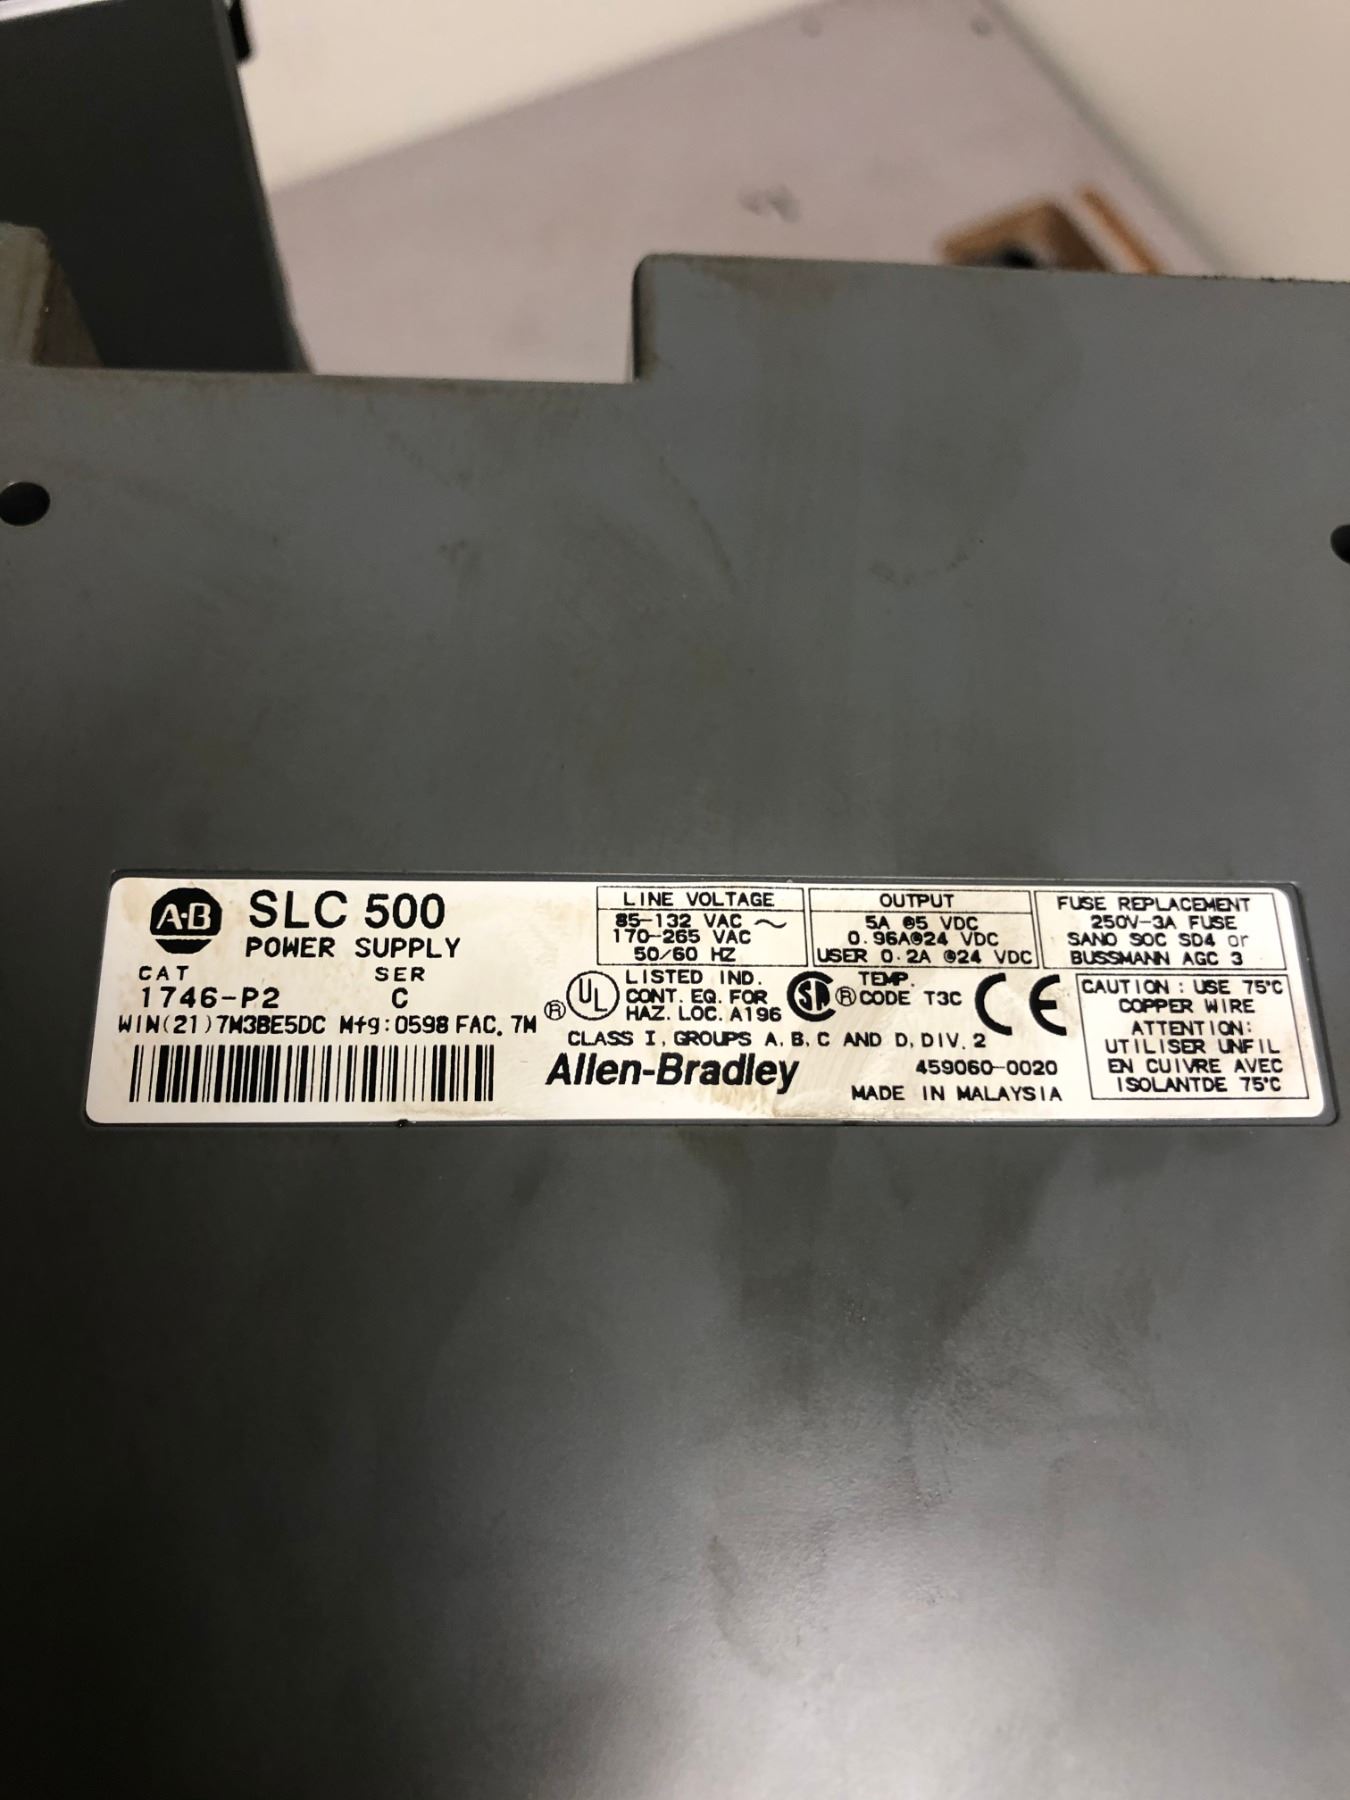 A-B SLC 500
POWER SUPPLY
CAT SER
1746-P2 C
WIN(21)7M3BE5DC Mfg:0598 FAC. 7M
LINE VOLTAGE
85-132 VAC ~
170-265 VAC
50/60 HZ
OUTPUT
5A @5 VDC
0.96A@24 VDC
USER 0.2A @24 VDC
FUSE REPLACEMENT
250V-3A FUSE
SANO SOC SD4 or
BUSSMANN AGC 3
® UL LISTED IND.
CONT. EQ. FOR
HAZ. LOC. A196
SA ® TEMP.
CODE T3C
CE
CLASS I, GROUPS A, B, C AND D, DIV. 2
Allen-Bradley
459060-0020
MADE IN MALAYSIA
CAUTION : USE 75°C
COPPER WIRE
ATTENTION:
UTILISER UNFIL
EN CUIVRE AVEC
ISOLANTDE 75°C